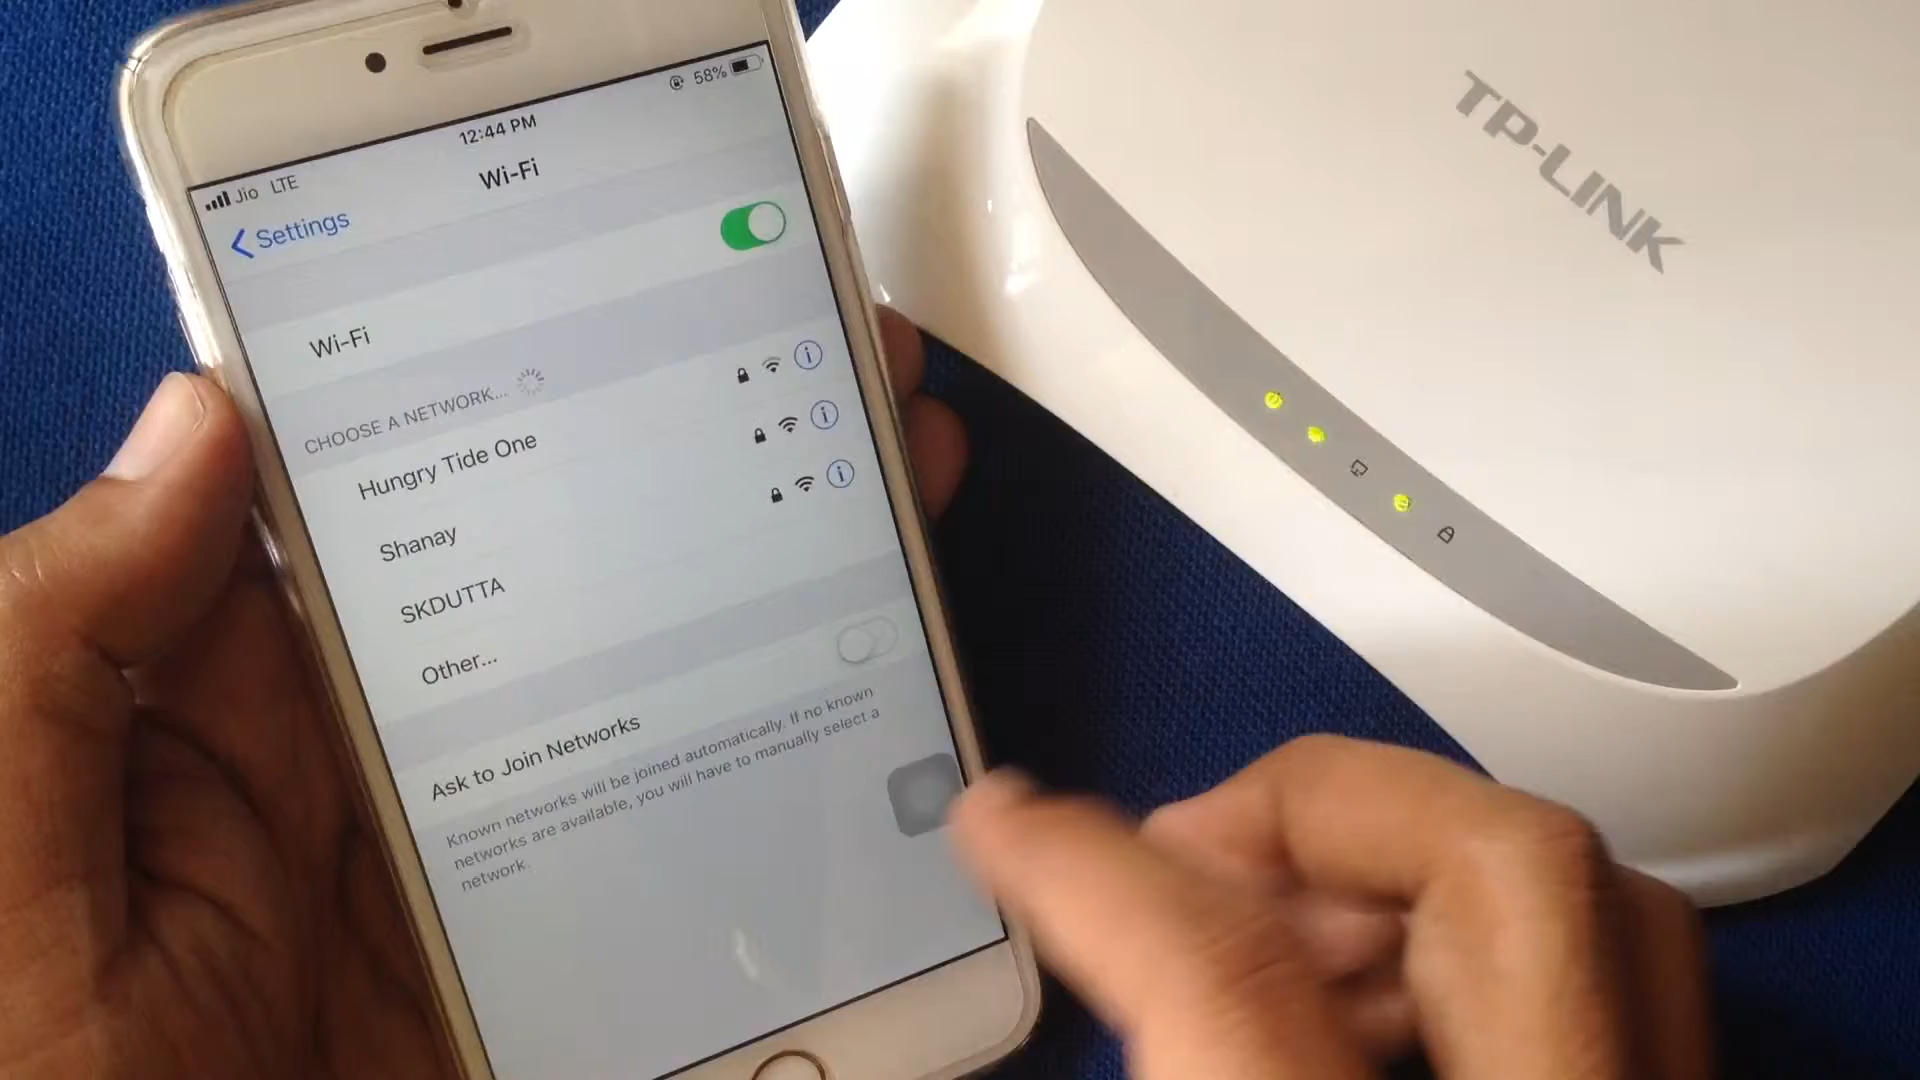 58%
12:44 PM
Jio LTE
Wi-Fi
Settings
Wi-Fi
CHOOSE A NETWORK...
Hungry Tide One
Shanay
SKDUTTA
Other...
Ask to Join Networks
Known networks will be joined automatically. If no known
networks are available, you will have to manually select a
network.
TP-LINK